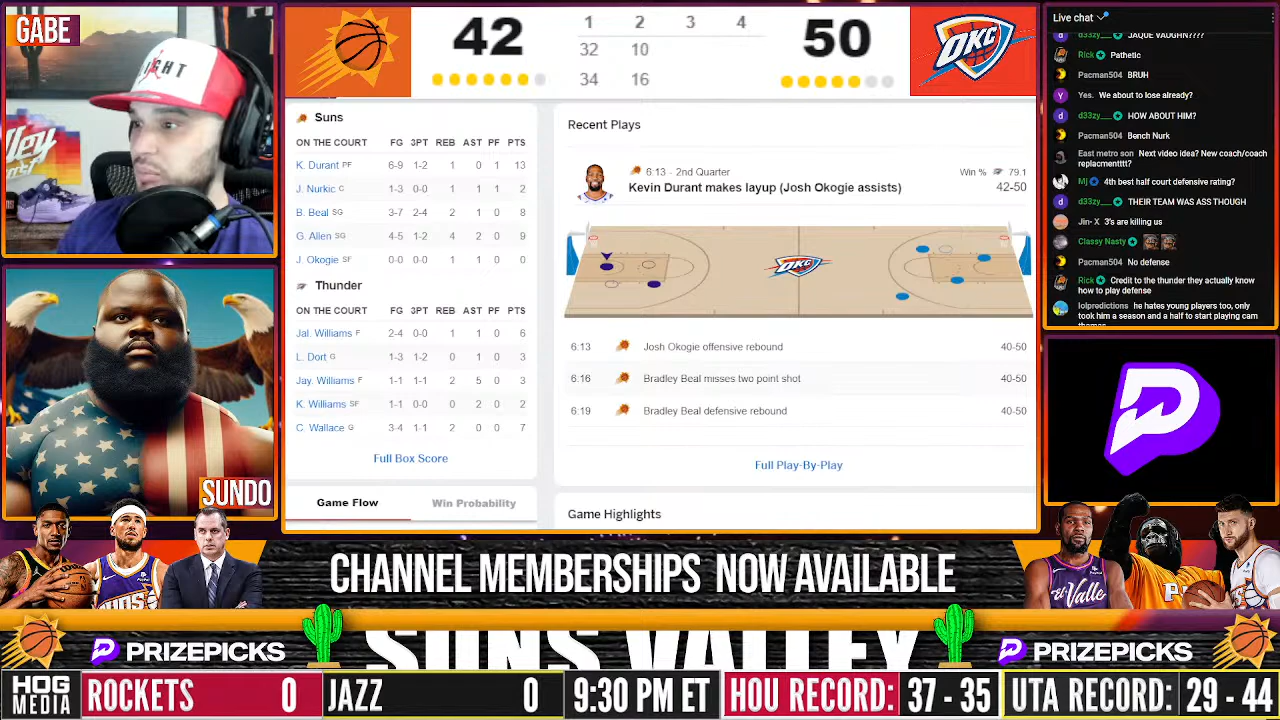 GABE
42
1 2 3 4
32 10
34 16
50
OKC
Suns
ON THE COURT FG 3PT REB AST PF PTS
K. Durant PF 6-9 1-2 1 0 1 13
J. Nurkic C 1-3 0-0 1 1 1 2
B. Beal SG 3-7 2-4 2 1 0 8
G. Allen SG 4-5 1-2 4 2 0 9
J. Okogie SF 0-0 0-0 1 1 0 0
Thunder
ON THE COURT FG 3PT REB AST PF PTS
Jal. Williams F 2-4 0-0 1 1 0 6
L. Dort G 1-3 1-2 0 1 0 3
Jay. Williams F 1-1 1-1 2 5 0 3
K. Williams SF 1-1 0-0 0 2 0 2
C. Wallace G 3-4 1-1 2 0 0 7
Full Box Score
Game Flow Win Probability
Recent Plays
6:13 - 2nd Quarter Win % 79.1
Kevin Durant makes layup (Josh Okogie assists) 42-50
OKC
6:13 Josh Okogie offensive rebound 40-50
6:16 Bradley Beal misses two point shot 40-50
6:19 Bradley Beal defensive rebound 40-50
Full Play-By-Play
Game Highlights
Live chat
d33zy__ JAQUE VAUGHN????
Rick Pathetic
Pacman504 BRUH
Yes. We about to lose already?
d33zy__ HOW ABOUT HIM?
Pacman504 Bench Nurk
East metro son Next video idea? New coach/coach
replacmentttt?
Mj 4th best half court defensive rating?
d33zy__ THEIR TEAM WAS ASS THOUGH
Jin- X 3's are killing us
Classy Nasty
Pacman504 No defense
Rick Credit to the thunder they actually know
how to play defense
lolpredictions he hates young players too, only
took him a season and a half to start playing cam
SUNDO
CHANNEL MEMBERSHIPS NOW AVAILABLE
PRIZEPICKS
SUNS VALLEY
PRIZEPICKS
HOG
MEDIA
ROCKETS 0 JAZZ 0 9:30 PM ET HOU RECORD: 37 - 35 UTA RECORD: 29 - 44